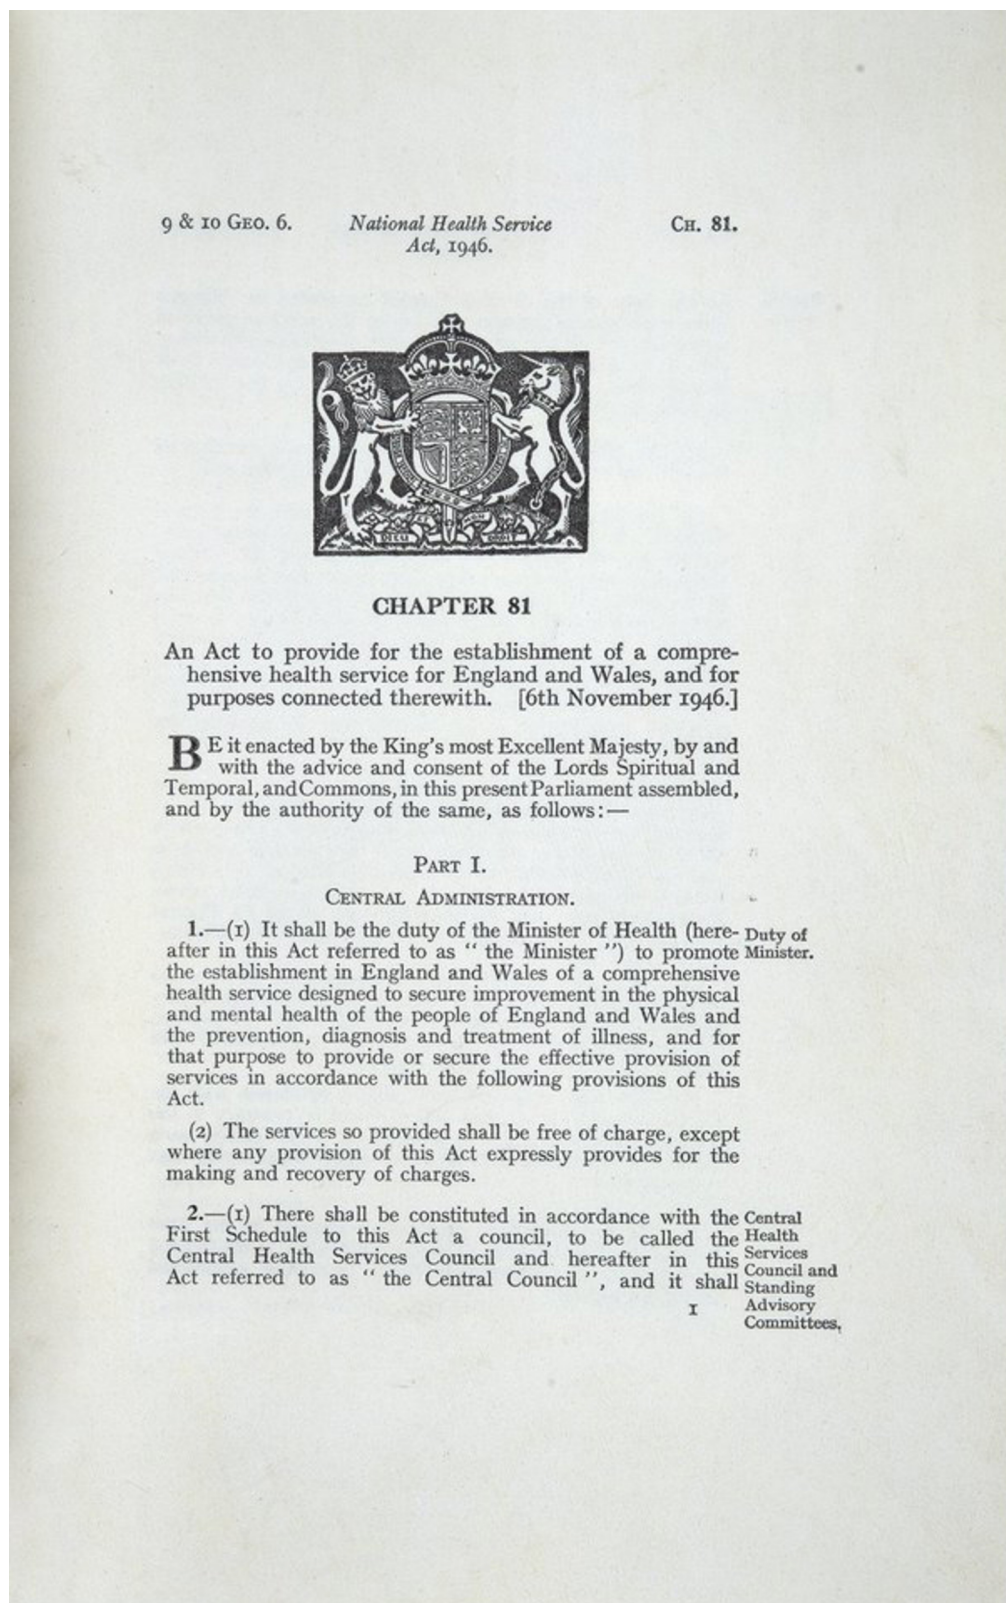 9 & 10 GEO. 6. National Health Service CH. 81.
Act, 1946.
DIEU ET MON DROIT
CHAPTER 81
An Act to provide for the establishment of a compre-
hensive health service for England and Wales, and for
purposes connected therewith. [6th November 1946.]
BE it enacted by the King's most Excellent Majesty, by and
with the advice and consent of the Lords Spiritual and
Temporal, and Commons, in this present Parliament assembled,
and by the authority of the same, as follows:—
PART I.
CENTRAL ADMINISTRATION.
1.—(1) It shall be the duty of the Minister of Health (here-
after in this Act referred to as “ the Minister ”) to promote
the establishment in England and Wales of a comprehensive
health service designed to secure improvement in the physical
and mental health of the people of England and Wales and
the prevention, diagnosis and treatment of illness, and for
that purpose to provide or secure the effective provision of
services in accordance with the following provisions of this
Act.
Duty of
Minister.
(2) The services so provided shall be free of charge, except
where any provision of this Act expressly provides for the
making and recovery of charges.
2.—(1) There shall be constituted in accordance with the
First Schedule to this Act a council, to be called the
Central Health Services Council and hereafter in this
Act referred to as “ the Central Council ”, and it shall
Central
Health
Services
Council and
Standing
Advisory
Committees.
1